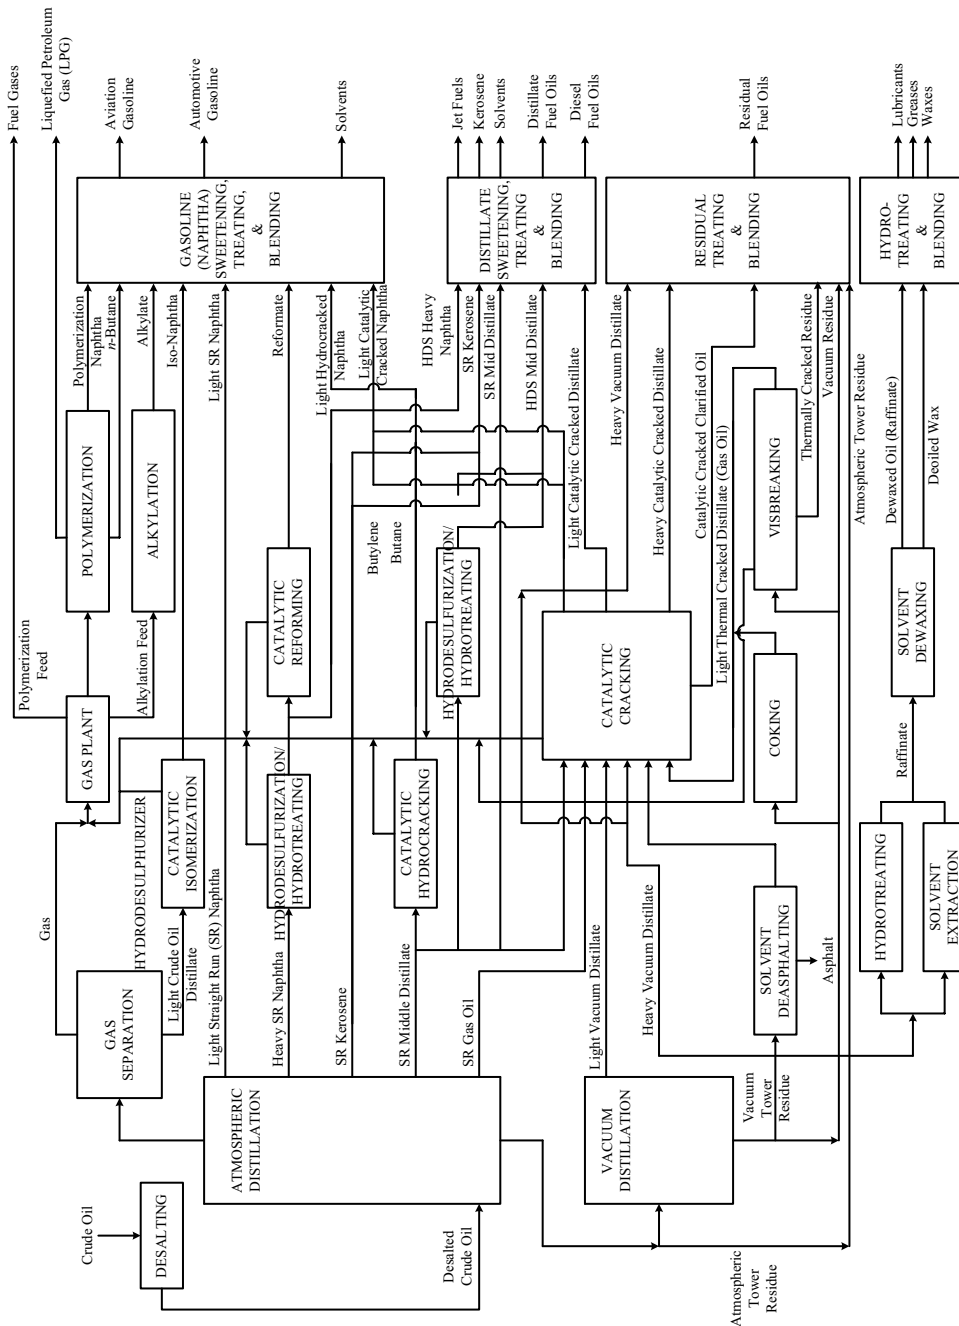 Crude Oil
DESALTING
Desalted
Crude Oil
ATMOSPHERIC
DISTILLATION
Atmospheric
Tower
Residue
VACUUM
DISTILLATION
Vacuum
Tower
Residue
GAS
SEPARATION
Gas
Light Crude Oil
Distillate
HYDRODESULPHURIZER
Light Straight Run (SR) Naphtha
Heavy SR Naphtha
SR Kerosene
SR Middle Distillate
SR Gas Oil
Light Vacuum Distillate
Heavy Vacuum Distillate
SOLVENT
DEASPHALTING
Asphalt
HYDROTREATING
SOLVENT
EXTRACTION
Raffinate
GAS PLANT
CATALYTIC
ISOMERIZATION
HYDRODESULFURIZATION/
HYDROTREATING
CATALYTIC
HYDROCRACKING
COKING
Polymerization
Feed
Alkylation Feed
POLYMERIZATION
ALKYLATION
CATALYTIC
REFORMING
Butylene
Butane
HYDRODESULFURIZATION/
HYDROTREATING
CATALYTIC
CRACKING
VISBREAKING
SOLVENT
DEWAXING
Polymerization
Naphtha
n-Butane
Alkylate
Iso-Naphtha
Light SR Naphtha
Reformate
Light Hydrocracked
Naphtha
Light Catalytic
Cracked Naphtha
HDS Heavy
Naphtha
SR Kerosene
SR Mid Distillate
HDS Mid Distillate
Light Catalytic Cracked Distillate
Heavy Vacuum Distillate
Heavy Catalytic Cracked Distillate
Catalytic Cracked Clarified Oil
Light Thermal Cracked Distillate (Gas Oil)
Thermally Cracked Residue
Vacuum Residue
Atmospheric Tower Residue
Dewaxed Oil (Raffinate)
Deoiled Wax
GASOLINE
(NAPHTHA)
SWEETENING,
TREATING,
&
BLENDING
DISTILLATE
SWEETENING,
TREATING
&
BLENDING
RESIDUAL
TREATING
&
BLENDING
HYDRO-
TREATING
&
BLENDING
Fuel Gases
Liquefied Petroleum
Gas (LPG)
Aviation
Gasoline
Automotive
Gasoline
Solvents
Jet Fuels
Kerosene
Solvents
Distillate
Fuel Oils
Diesel
Fuel Oils
Residual
Fuel Oils
Lubricants
Greases
Waxes